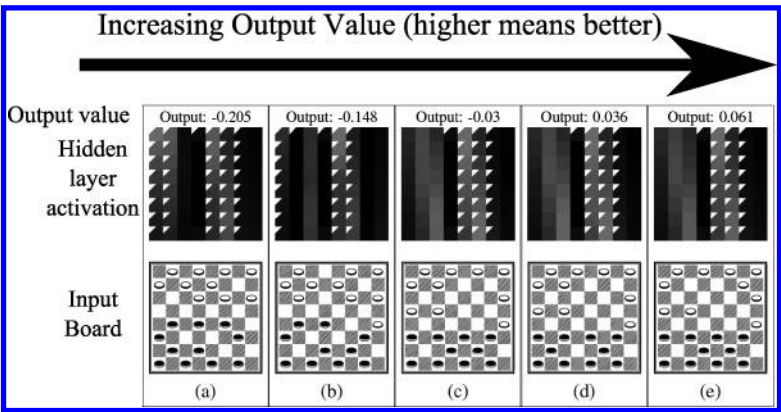 Increasing Output Value (higher means better)
Output value
Output: -0.205
Output: -0.148
Output: -0.03
Output: 0.036
Output: 0.061
Hidden
layer
activation
Input
Board
(a)
(b)
(c)
(d)
(e)